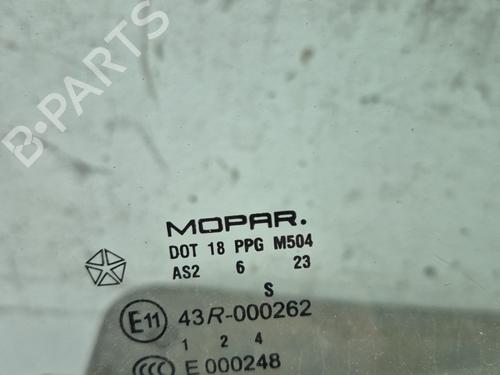 B-PARTS
MOPAR.
DOT 18 PPG M504
AS2 6 23
S
E11 43R-000262
1 2 4
CCC E 000248